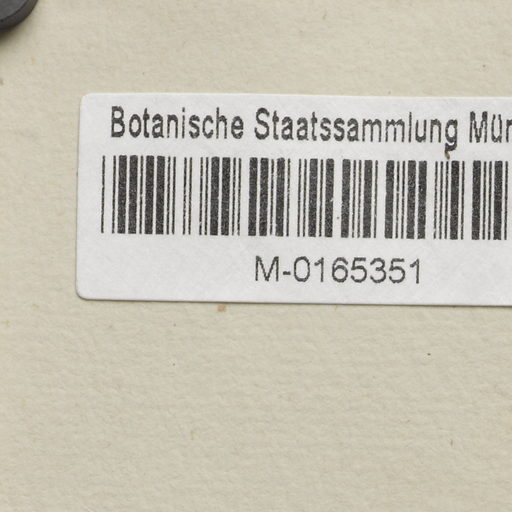 Botanische Staatssammlung Mün
M-0165351